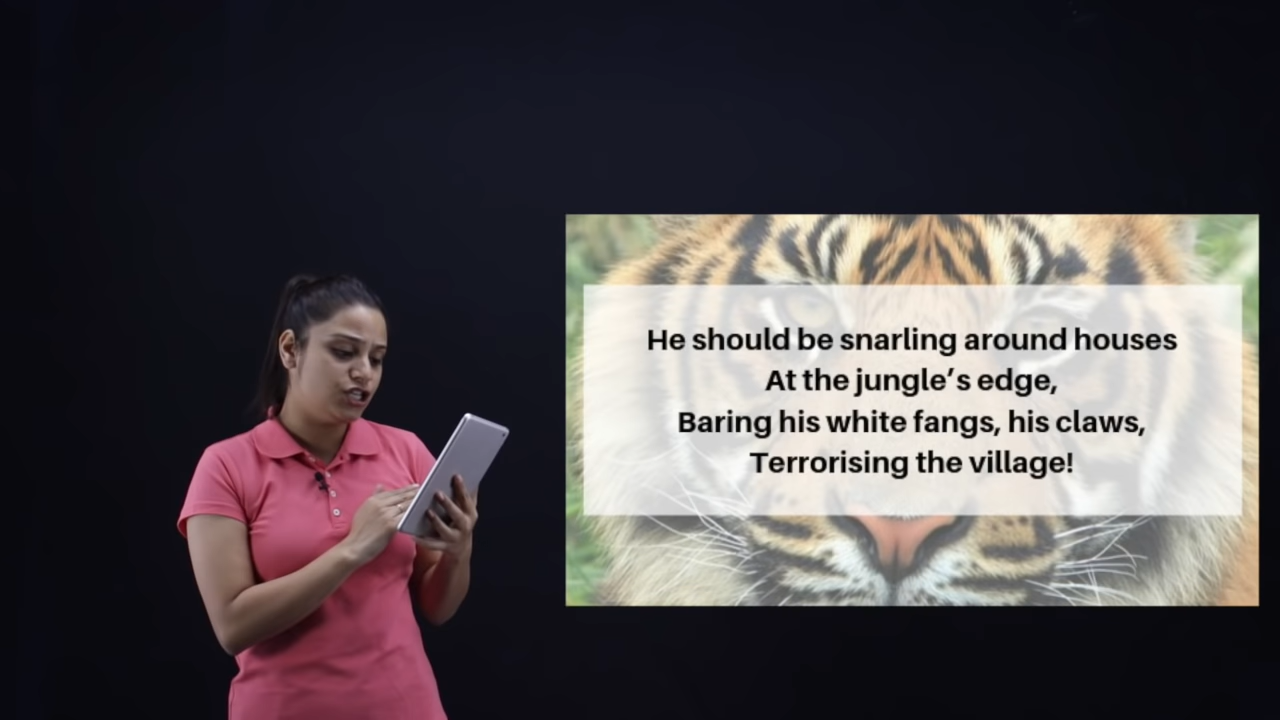 He should be snarling around houses
At the jungle's edge,
Baring his white fangs, his claws,
Terrorising the village!